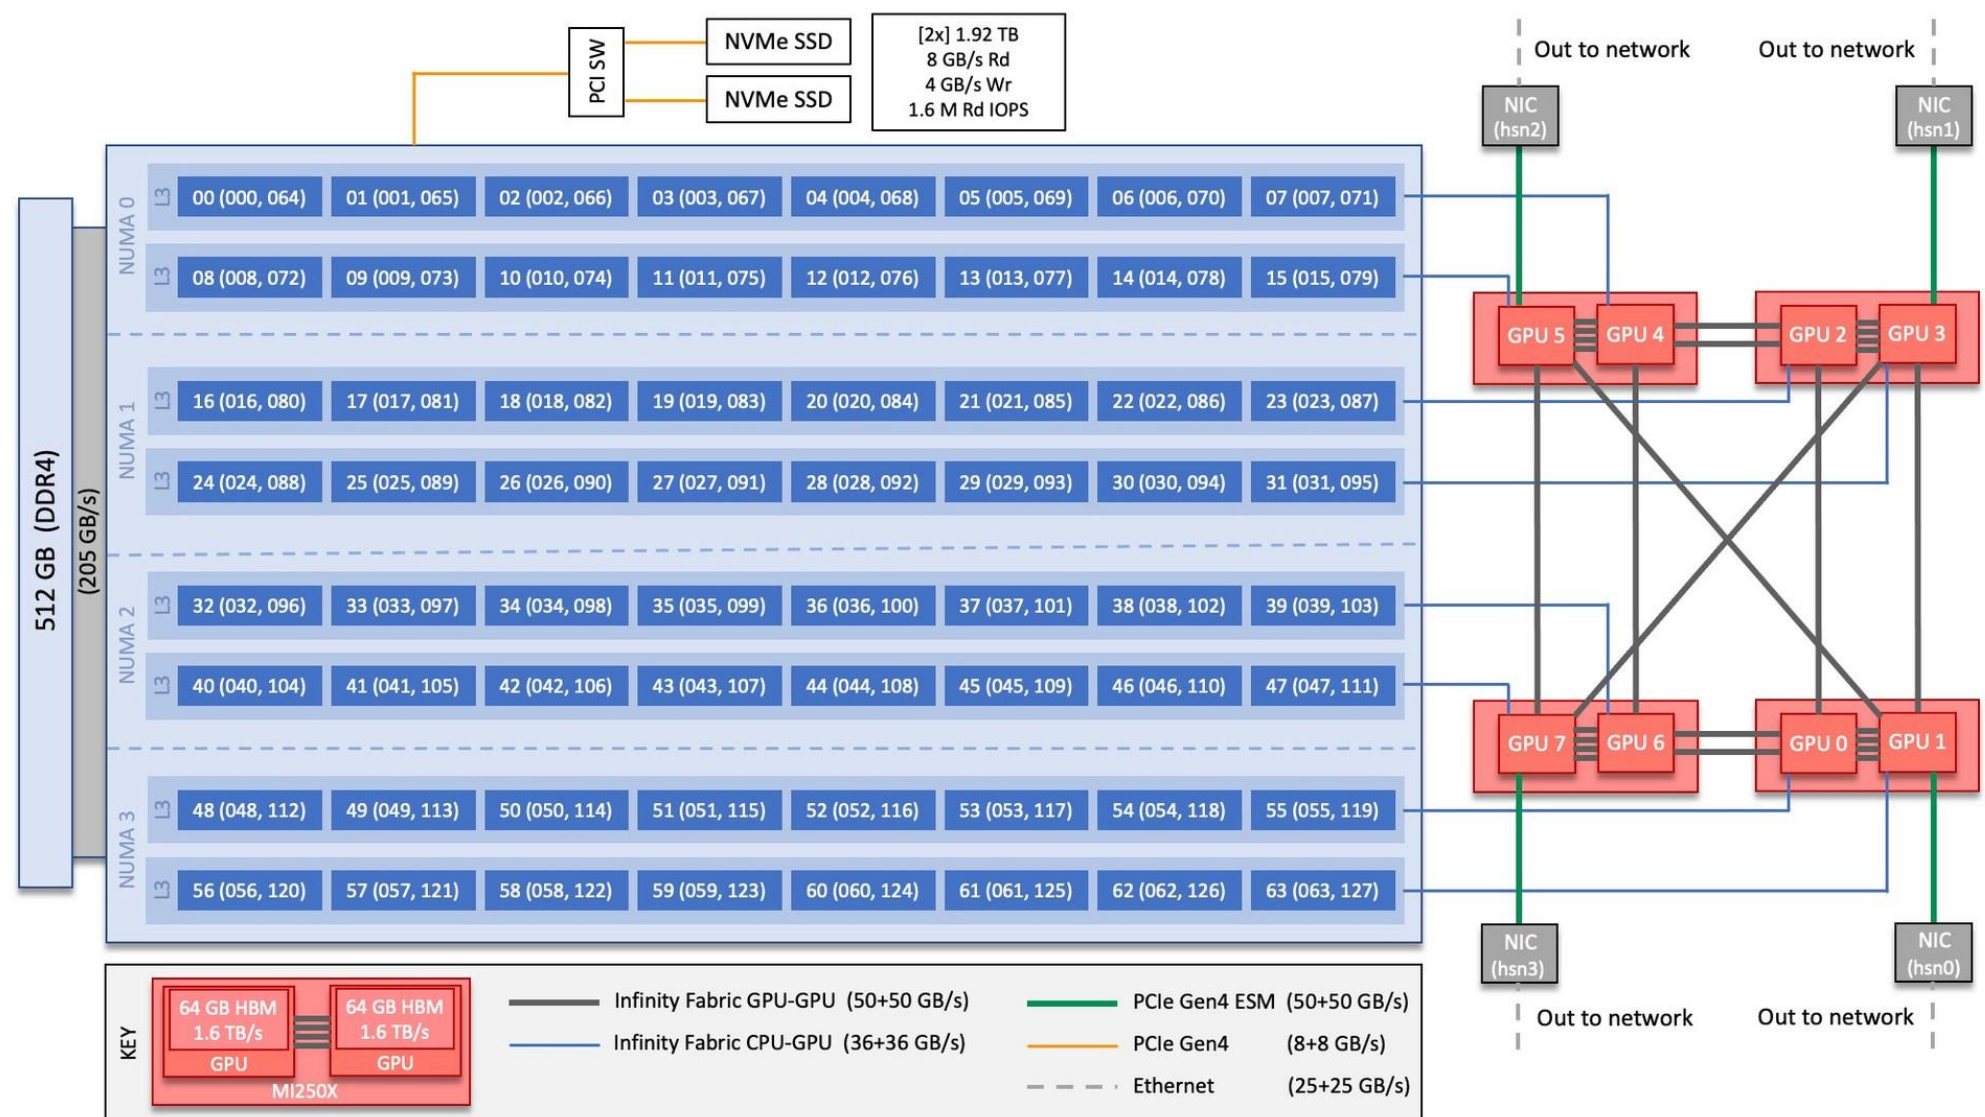 PCI SW
NVMe SSD
NVMe SSD
[2x] 1.92 TB
8 GB/s Rd
4 GB/s Wr
1.6 M Rd IOPS
Out to network
Out to network
NIC
(hsn2)
NIC
(hsn1)
512 GB (DDR4)
(205 GB/s)
NUMA 0
L3
00 (000, 064) 01 (001, 065) 02 (002, 066) 03 (003, 067) 04 (004, 068) 05 (005, 069) 06 (006, 070) 07 (007, 071)
L3
08 (008, 072) 09 (009, 073) 10 (010, 074) 11 (011, 075) 12 (012, 076) 13 (013, 077) 14 (014, 078) 15 (015, 079)
NUMA 1
L3
16 (016, 080) 17 (017, 081) 18 (018, 082) 19 (019, 083) 20 (020, 084) 21 (021, 085) 22 (022, 086) 23 (023, 087)
L3
24 (024, 088) 25 (025, 089) 26 (026, 090) 27 (027, 091) 28 (028, 092) 29 (029, 093) 30 (030, 094) 31 (031, 095)
NUMA 2
L3
32 (032, 096) 33 (033, 097) 34 (034, 098) 35 (035, 099) 36 (036, 100) 37 (037, 101) 38 (038, 102) 39 (039, 103)
L3
40 (040, 104) 41 (041, 105) 42 (042, 106) 43 (043, 107) 44 (044, 108) 45 (045, 109) 46 (046, 110) 47 (047, 111)
NUMA 3
L3
48 (048, 112) 49 (049, 113) 50 (050, 114) 51 (051, 115) 52 (052, 116) 53 (053, 117) 54 (054, 118) 55 (055, 119)
L3
56 (056, 120) 57 (057, 121) 58 (058, 122) 59 (059, 123) 60 (060, 124) 61 (061, 125) 62 (062, 126) 63 (063, 127)
GPU 5 GPU 4 GPU 2 GPU 3
GPU 7 GPU 6 GPU 0 GPU 1
NIC
(hsn3)
NIC
(hsn0)
Out to network
Out to network
KEY
64 GB HBM
1.6 TB/s
GPU
64 GB HBM
1.6 TB/s
GPU
MI250X
Infinity Fabric GPU-GPU (50+50 GB/s)
Infinity Fabric CPU-GPU (36+36 GB/s)
PCIe Gen4 ESM (50+50 GB/s)
PCIe Gen4 (8+8 GB/s)
Ethernet (25+25 GB/s)